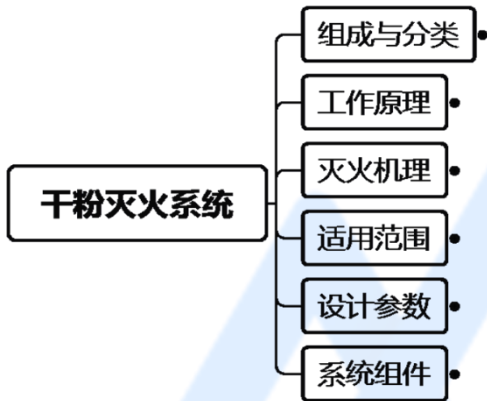 干粉灭火系统
组成与分类
工作原理
灭火机理
适用范围
设计参数
系统组件